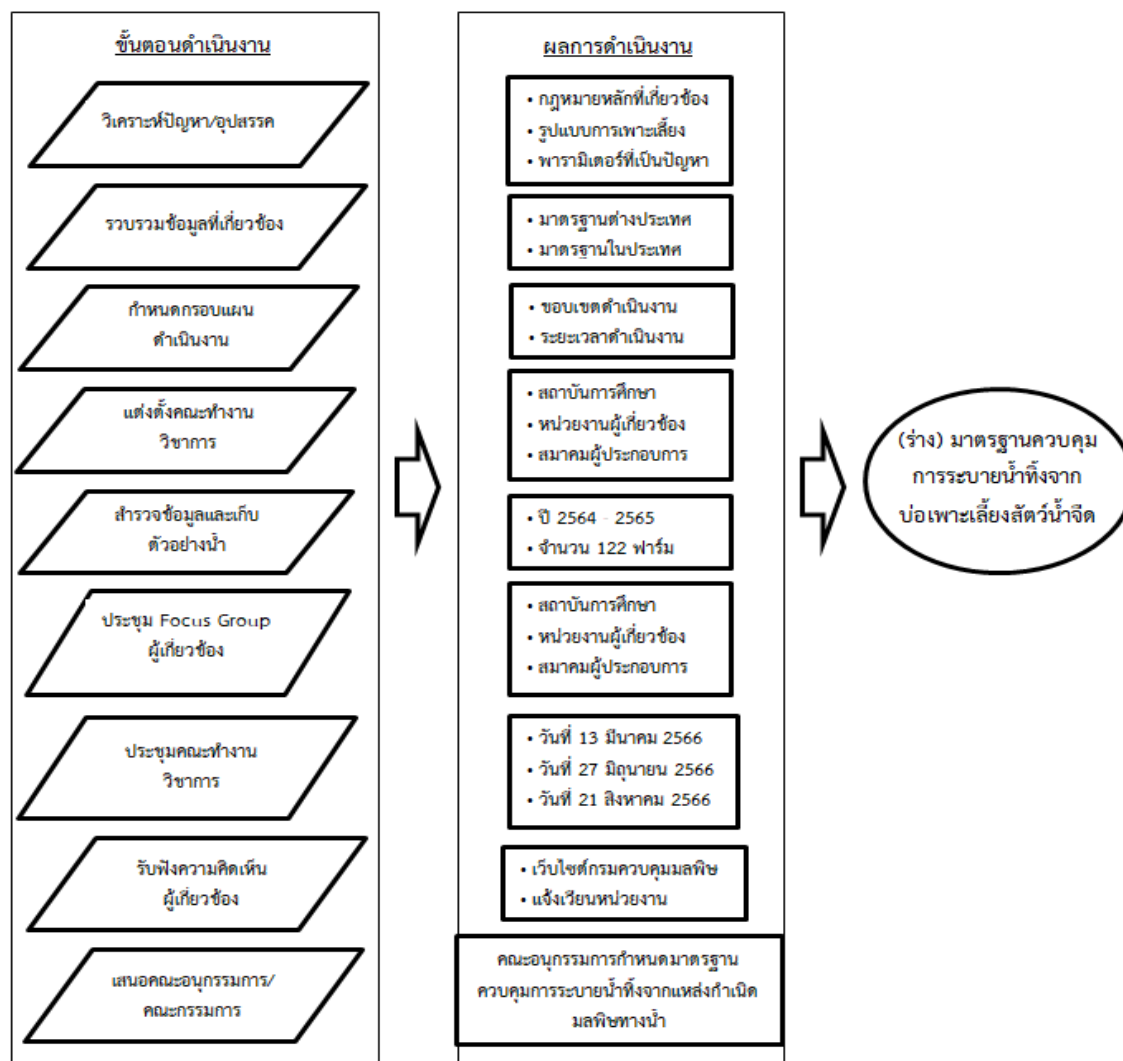 ขั้นตอนดำเนินงาน
วิเคราะห์ปัญหา/อุปสรรค
รวบรวมข้อมูลที่เกี่ยวข้อง
กำหนดกรอบแผน
ดำเนินงาน
แต่งตั้งคณะทำงาน
วิชาการ
สำรวจข้อมูลและเก็บ
ตัวอย่างน้ำ
ประชุม Focus Group
ผู้เกี่ยวข้อง
ประชุมคณะทำงาน
วิชาการ
รับฟังความคิดเห็น
ผู้เกี่ยวข้อง
เสนอคณะอนุกรรมการ/
คณะกรรมการ
ผลการดำเนินงาน
• กฎหมายหลักที่เกี่ยวข้อง
• รูปแบบการเพาะเลี้ยง
• พารามิเตอร์ที่เป็นปัญหา
• มาตรฐานต่างประเทศ
• มาตรฐานในประเทศ
• ขอบเขตดำเนินงาน
• ระยะเวลาดำเนินงาน
• สถาบันการศึกษา
• หน่วยงานผู้เกี่ยวข้อง
• สมาคมผู้ประกอบการ
• ปี 2564 - 2565
• จำนวน 122 ฟาร์ม
• สถาบันการศึกษา
• หน่วยงานผู้เกี่ยวข้อง
• สมาคมผู้ประกอบการ
• วันที่ 13 มีนาคม 2566
• วันที่ 27 มิถุนายน 2566
• วันที่ 21 สิงหาคม 2566
• เว็บไซต์กรมควบคุมมลพิษ
• แจ้งเวียนหน่วยงาน
คณะอนุกรรมการกำหนดมาตรฐาน
ควบคุมการระบายน้ำทิ้งจากแหล่งกำเนิด
มลพิษทางน้ำ
(ร่าง) มาตรฐานควบคุม
การระบายน้ำทิ้งจาก
บ่อเพาะเลี้ยงสัตว์น้ำจืด